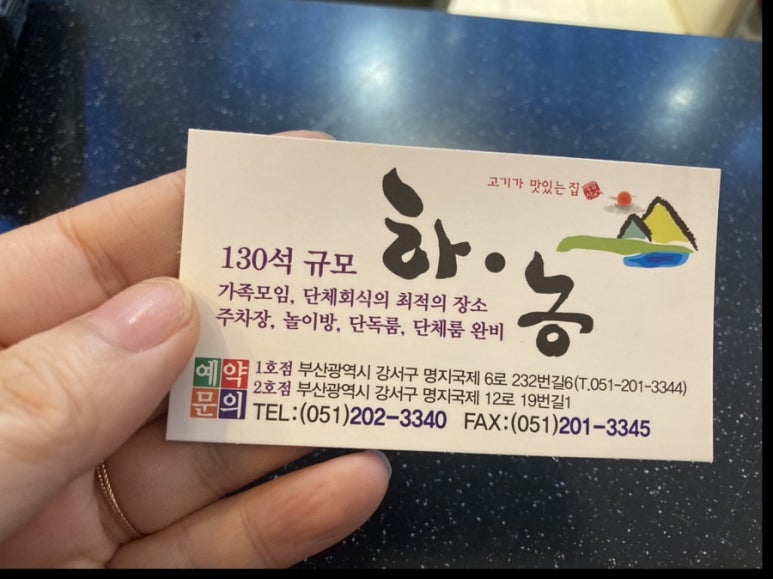 고기가 맛있는 집
하·농
130석 규모
가족모임, 단체회식의 최적의 장소
주차장, 놀이방, 단독룸, 단체룸 완비
예약
문의
1호점 부산광역시 강서구 명지국제 6로 232번길6(T.051-201-3344)
2호점 부산광역시 강서구 명지국제 12로 19번길1
TEL:(051)202-3340 FAX:(051)201-3345